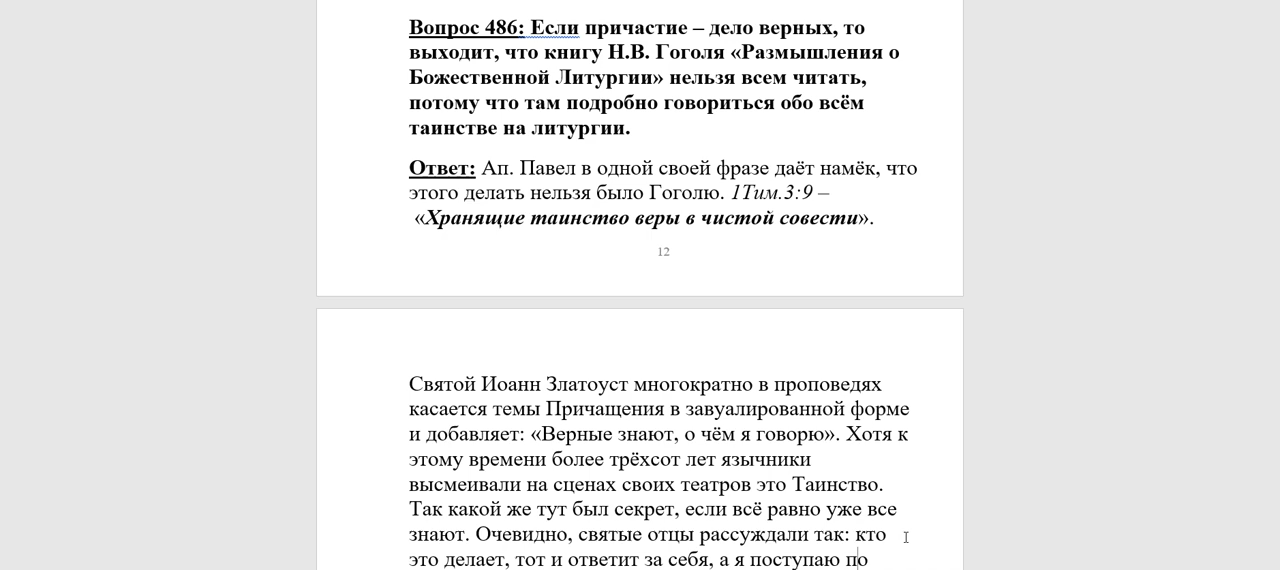 Вопрос 486: Если причастие – дело верных, то
выходит, что книгу Н.В. Гоголя «Размышления о
Божественной Литургии» нельзя всем читать,
потому что там подробно говориться обо всём
таинстве на литургии.
Ответ: Ап. Павел в одной своей фразе даёт намёк, что
этого делать нельзя было Гоголю. 1Тим.3:9 –
«Хранящие таинство веры в чистой совести».
12
Святой Иоанн Златоуст многократно в проповедях
касается темы Причащения в завуалированной форме
и добавляет: «Верные знают, о чём я говорю». Хотя к
этому времени более трёхсот лет язычники
высмеивали на сценах своих театров это Таинство.
Так какой же тут был секрет, если всё равно уже все
знают. Очевидно, святые отцы рассуждали так: кто
это делает, тот и ответит за себя, а я поступаю по